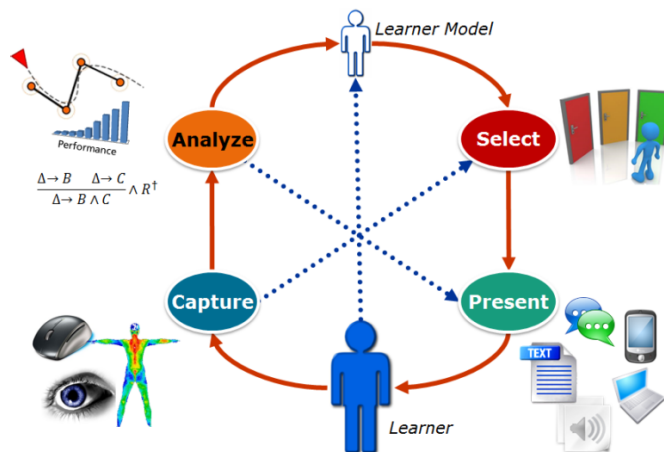 Learner Model
Analyze
Select
Performance
Δ→ B Δ→ C
Δ→ B ∧ C
∧ R†
Capture
Present
TEXT
Learner